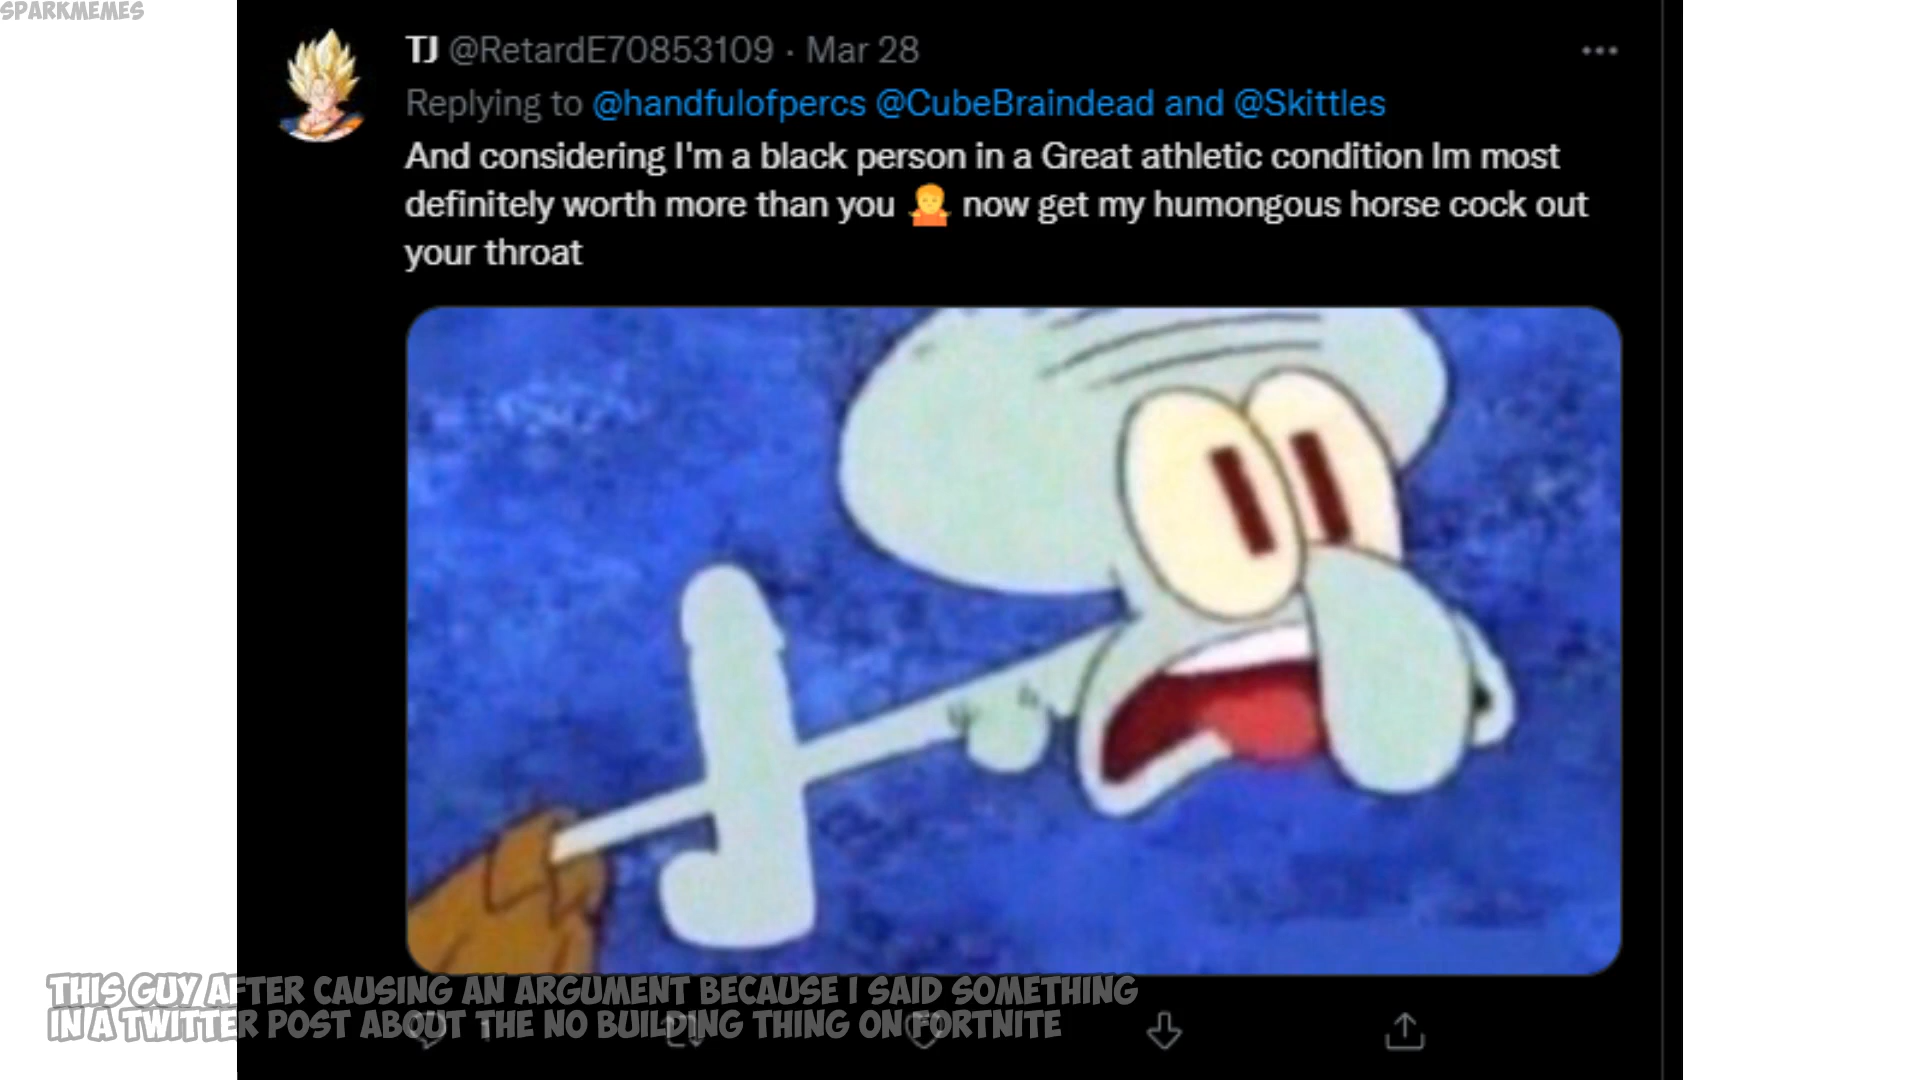 SPARKMEMES
TJ @RetardE70853109 · Mar 28
Replying to @handfulofpercs @CubeBraindead and @Skittles
And considering I'm a black person in a Great athletic condition Im most
definitely worth more than you 🤷 now get my humongous horse cock out
your throat
THIS GUY AFTER CAUSING AN ARGUMENT BECAUSE I SAID SOMETHING
IN A TWITTER POST ABOUT THE NO BUILDING THING ON FORTNITE
1